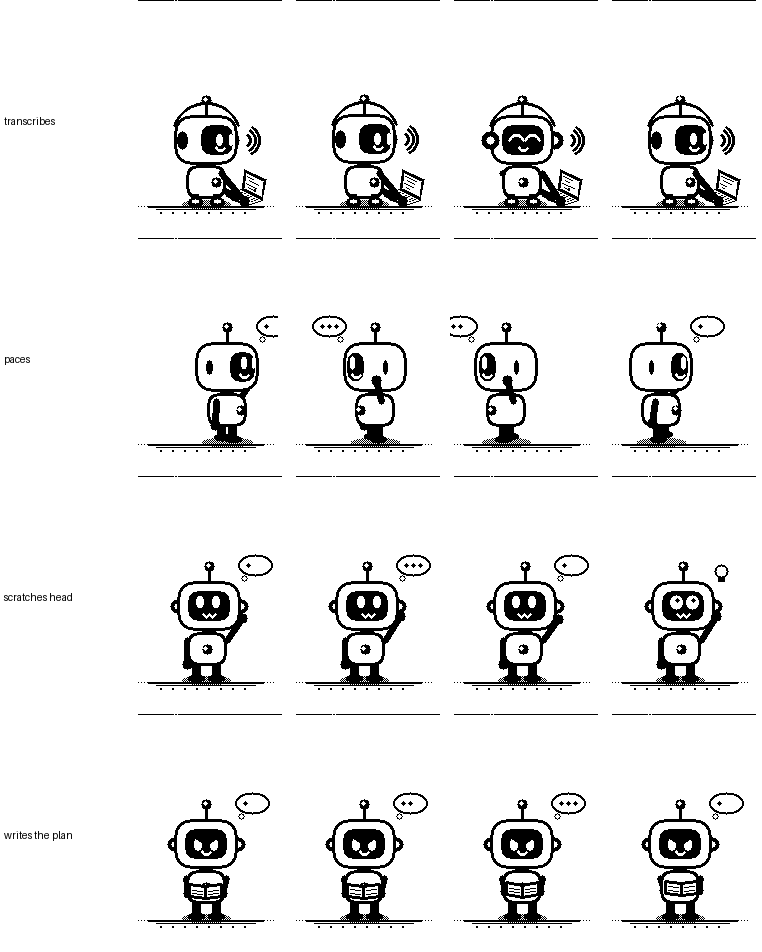 transcribes
paces
scratches head
writes the plan